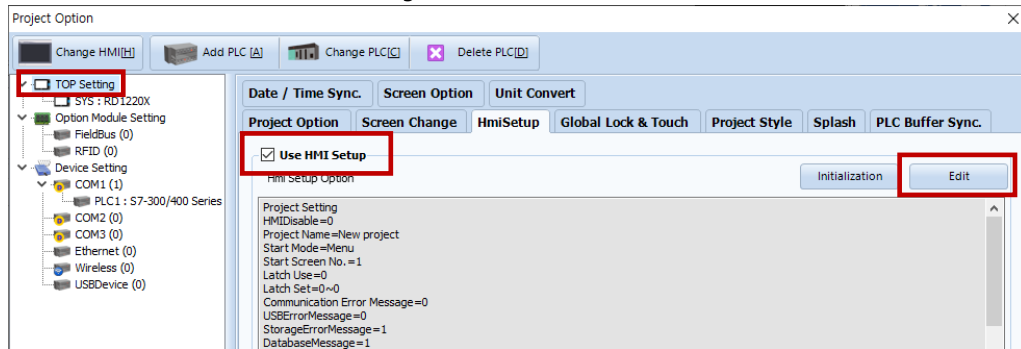 Project Option
Change HMI[H] Add PLC [A] Change PLC[C] Delete PLC[D]
TOP Setting
SYS : RD1220X
Option Module Setting
FieldBus (0)
RFID (0)
Device Setting
COM1 (1)
PLC1 : S7-300/400 Series
COM2 (0)
COM3 (0)
Ethernet (0)
Wireless (0)
USBDevice (0)
Date / Time Sync. Screen Option Unit Convert
Project Option Screen Change HmiSetup Global Lock & Touch Project Style Splash PLC Buffer Sync.
Use HMI Setup
Hmi Setup Option Initialization Edit
Project Setting
HMIDisable=0
Project Name=New project
Start Mode=Menu
Start Screen No.=1
Latch Use=0
Latch Set=0~0
Communication Error Message=0
USBErrorMessage=0
StorageErrorMessage=1
DatabaseMessage=1